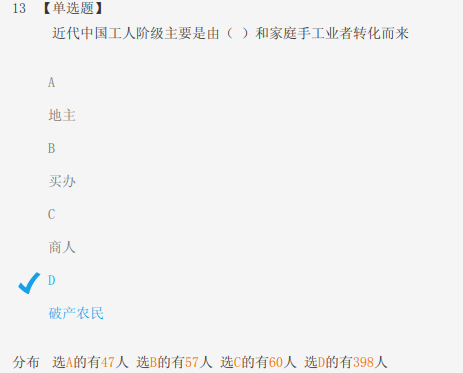 13 【单选题】
近代中国工人阶级主要是由（ ）和家庭手工业者转化而来
A
地主
B
买办
C
商人
D
破产农民
分布 选A的有47人 选B的有57人 选C的有60人 选D的有398人